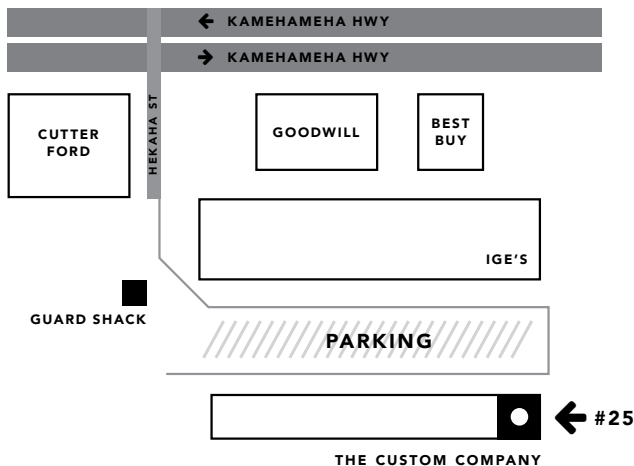 KAMEHAMEHA HWY
KAMEHAMEHA HWY
HEKAHA ST
CUTTER
FORD
GOODWILL
BEST
BUY
IGE'S
GUARD SHACK
PARKING
#25
THE CUSTOM COMPANY